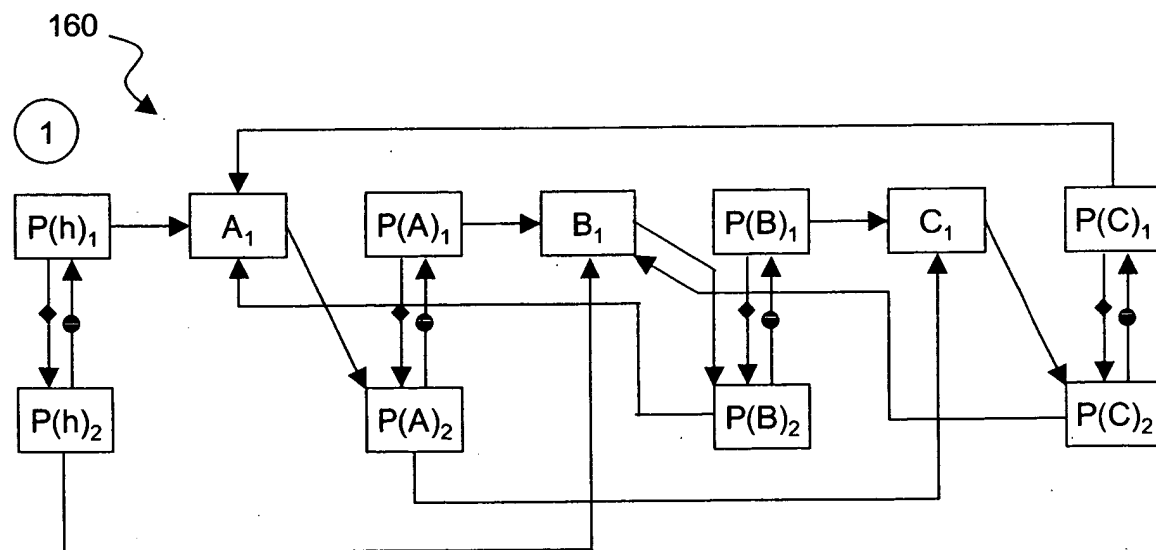 160
1
P(h)₁
A₁
P(A)₁
B₁
P(B)₁
C₁
P(C)₁
P(h)₂
P(A)₂
P(B)₂
P(C)₂